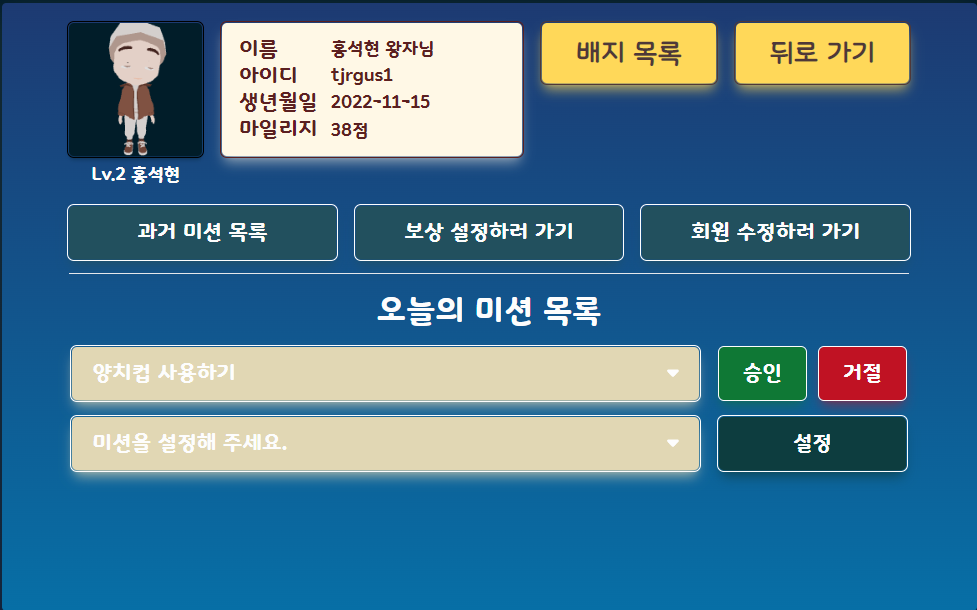 이름 홍석현 왕자님
아이디 tjrgus1
생년월일 2022-11-15
마일리지 38점
배지 목록
뒤로 가기
Lv.2 홍석현
과거 미션 목록
보상 설정하러 가기
회원 수정하러 가기
오늘의 미션 목록
양치컵 사용하기
승인
거절
미션을 설정해 주세요.
설정